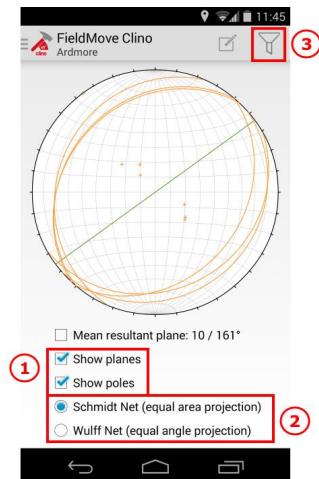 11:45
FieldMove Clino
Ardmore
clino
3
Mean resultant plane: 10 / 161°
Show planes
1
Show poles
Schmidt Net (equal area projection)
2
Wulff Net (equal angle projection)